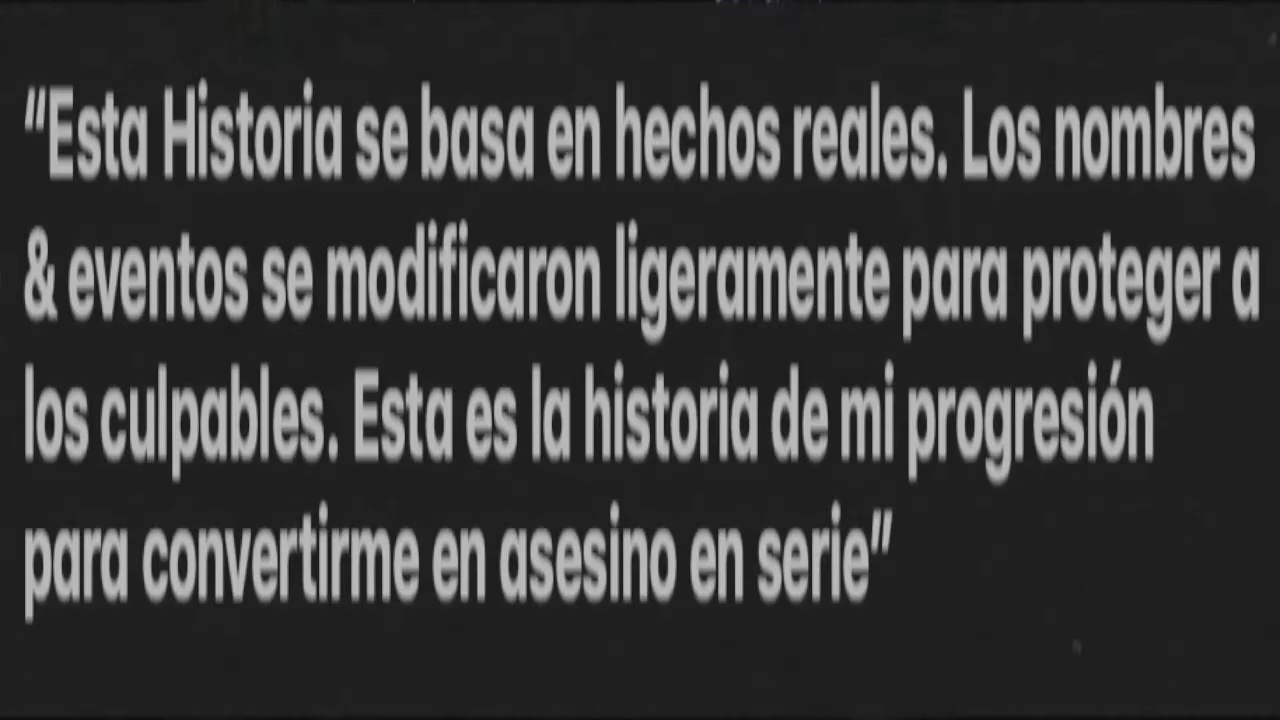 "Esta Historia se basa en hechos reales. Los nombres
& eventos se modificaron ligeramente para proteger a
los culpables. Esta es la historia de mi progresión
para convertirme en asesino en serie"